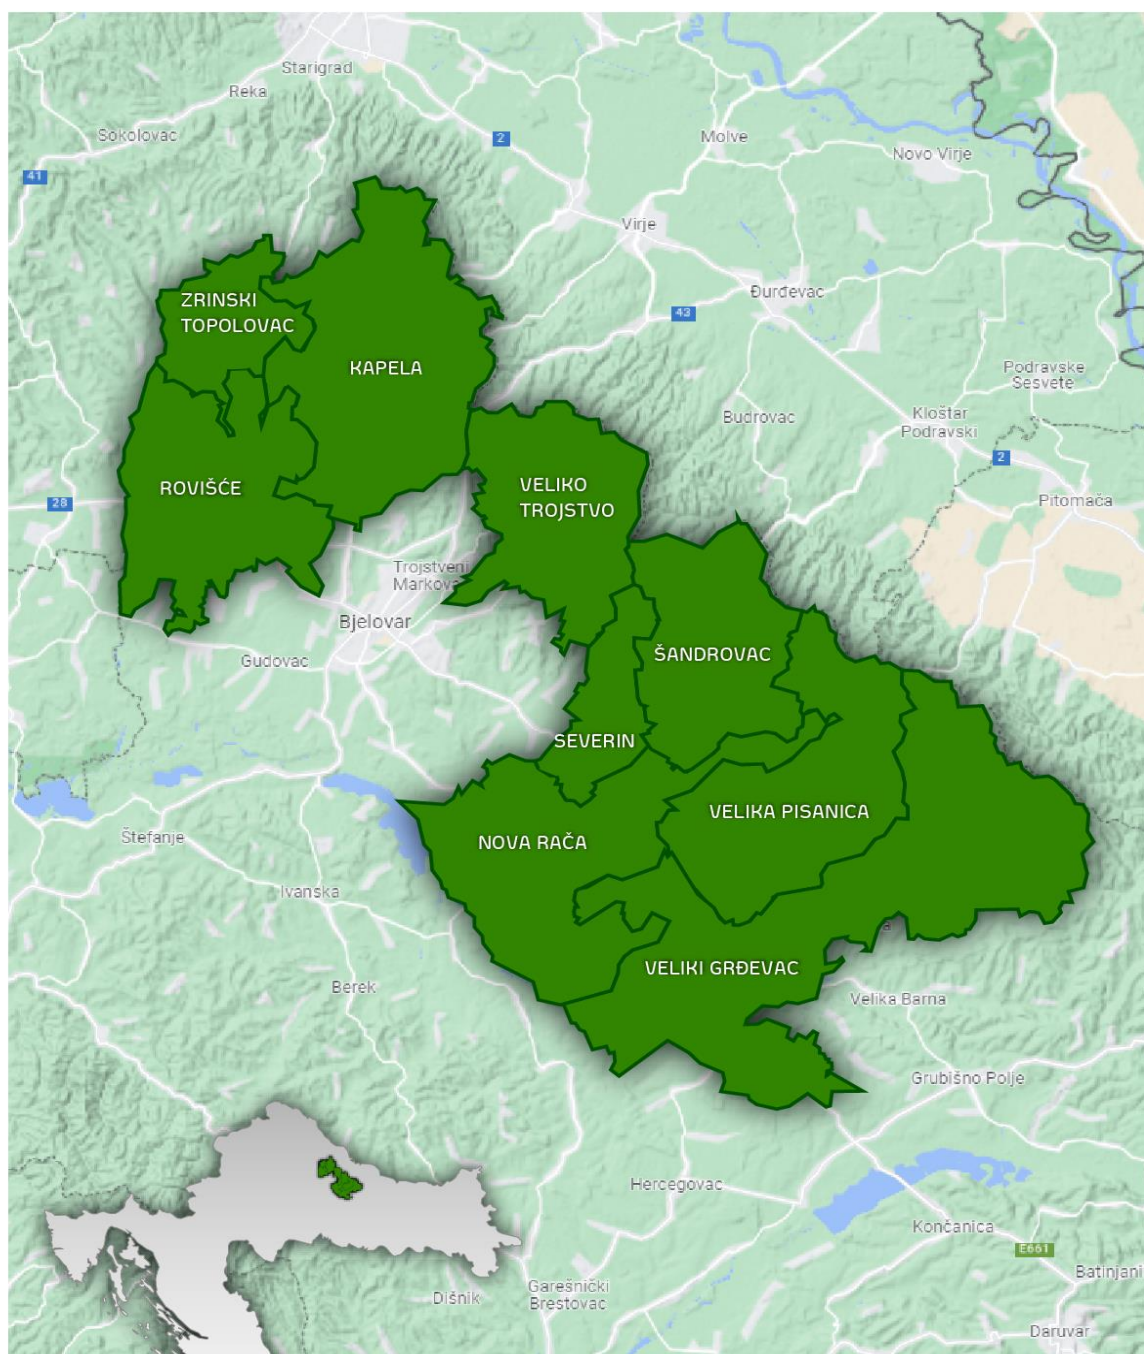 Starigrad
Reka
Sokolovac
2
Molve
Novo Virje
41
Virje
Đurđevac
ZRINSKI
TOPOLOVAC
43
KAPELA
Podravske
Sesvete
Budrovac
Kloštar
Podravski
2
ROVIŠĆE
VELIKO
TROJSTVO
28
Pitomača
Trojstveni
Bjelovar
Gudovac
ŠANDROVAC
SEVERIN
VELIKA PISANICA
Štefanje
NOVA RAČA
Ivanska
VELIKI GRĐEVAC
Berek
Velika Barna
Grubišno Polje
Hercegovac
Končanica
E661
Batinjani
Garešnički
Brestovac
Dišnik
Daruvar